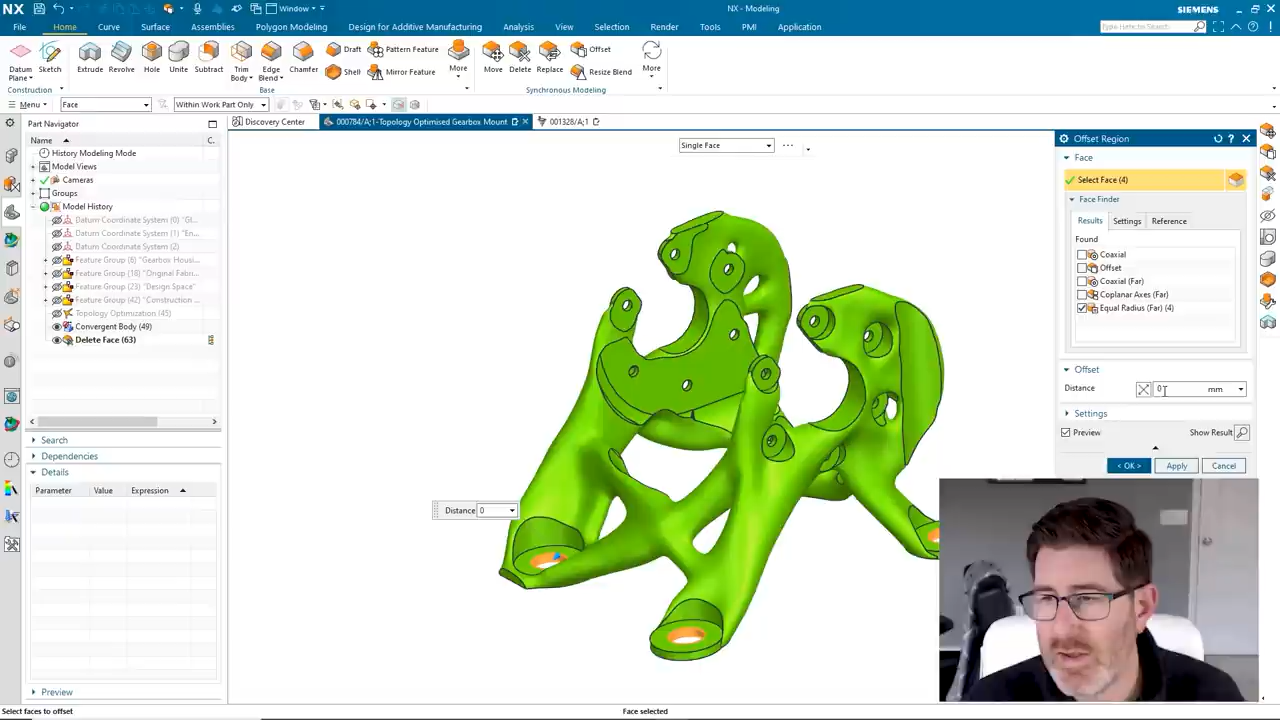 NX
Window
NX - Modeling
SIEMENS
File Home Curve Surface Assemblies Polygon Modeling Design for Additive Manufacturing Analysis View Selection Render Tools PMI Application
Type Here to Search
Datum Plane Sketch Extrude Revolve Hole Unite Subtract Trim Body Edge Blend Chamfer Draft Shell Pattern Feature Mirror Feature More Move Delete Replace Offset Resize Blend More
Construction Base Synchronous Modeling
Menu Face Within Work Part Only
Part Navigator
Discovery Center 000784/A;1-Topology Optimised Gearbox Mount 001328/A;1
Name C.
History Modeling Mode
Model Views
Cameras
Groups
Model History
Datum Coordinate System (0) "Gl...
Datum Coordinate System (1) "En...
Datum Coordinate System (2)
Feature Group (6) "Gearbox Housi...
Feature Group (18) "Original Fabri...
Feature Group (23) "Design Space"
Feature Group (42) "Construction ...
Topology Optimization (45)
Convergent Body (49)
Delete Face (63)
Search
Dependencies
Details
Parameter Value Expression
Preview
Single Face
Distance 0
Offset Region
Face
Select Face (4)
Face Finder
Results Settings Reference
Found
Coaxial
Offset
Coaxial (Far)
Coplanar Axes (Far)
Equal Radius (Far) (4)
Offset
Distance 0 mm
Settings
Preview Show Result
< OK > Apply Cancel
Select faces to offset
Face selected